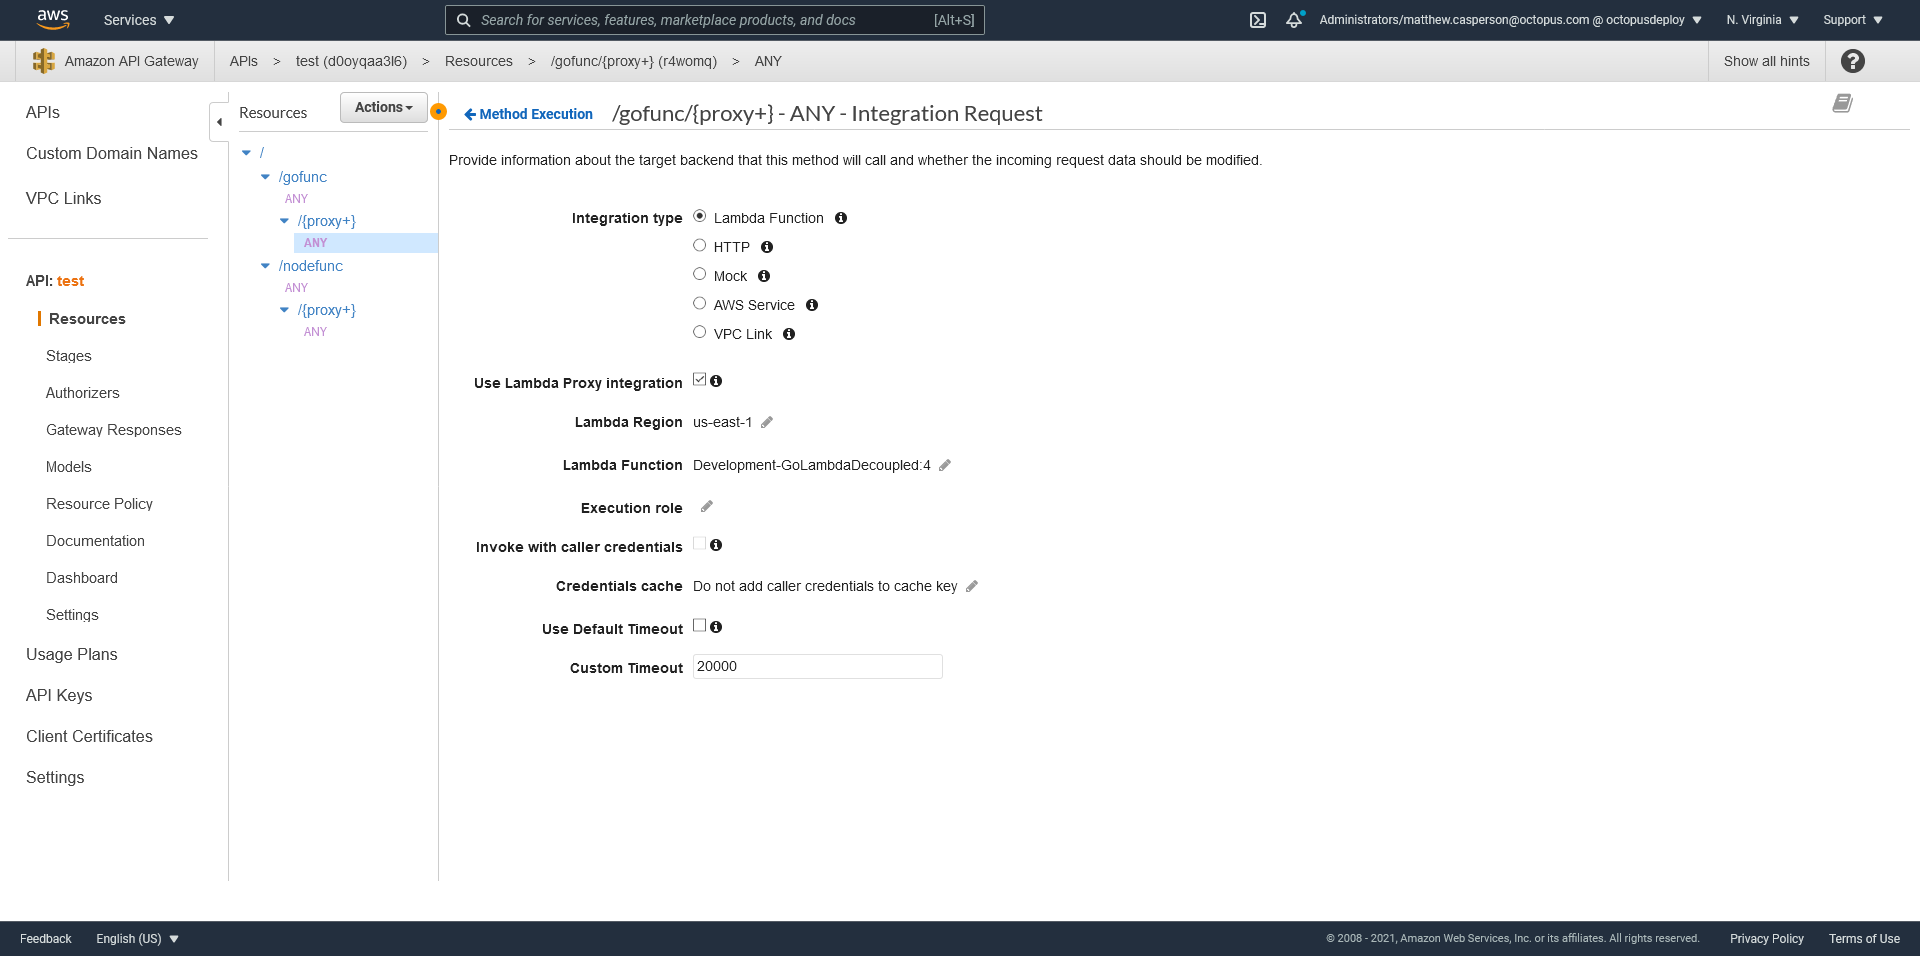 aws
Services
Search for services, features, marketplace products, and docs [Alt+S]
Administrators/matthew.casperson@octopus.com @ octopusdeploy
N. Virginia
Support
Amazon API Gateway
APIs > test (d0oyqaa3l6) > Resources > /gofunc/{proxy+} (r4womq) > ANY
Show all hints
APIs
Custom Domain Names
VPC Links
API: test
Resources
Stages
Authorizers
Gateway Responses
Models
Resource Policy
Documentation
Dashboard
Settings
Usage Plans
API Keys
Client Certificates
Settings
Resources
Actions
/
/gofunc
ANY
/{proxy+}
ANY
/nodefunc
ANY
/{proxy+}
ANY
Method Execution /gofunc/{proxy+} - ANY - Integration Request
Provide information about the target backend that this method will call and whether the incoming request data should be modified.
Integration type Lambda Function
HTTP
Mock
AWS Service
VPC Link
Use Lambda Proxy integration
Lambda Region us-east-1
Lambda Function Development-GoLambdaDecoupled:4
Execution role
Invoke with caller credentials
Credentials cache Do not add caller credentials to cache key
Use Default Timeout
Custom Timeout 20000
Feedback
English (US)
© 2008 - 2021, Amazon Web Services, Inc. or its affiliates. All rights reserved.
Privacy Policy
Terms of Use